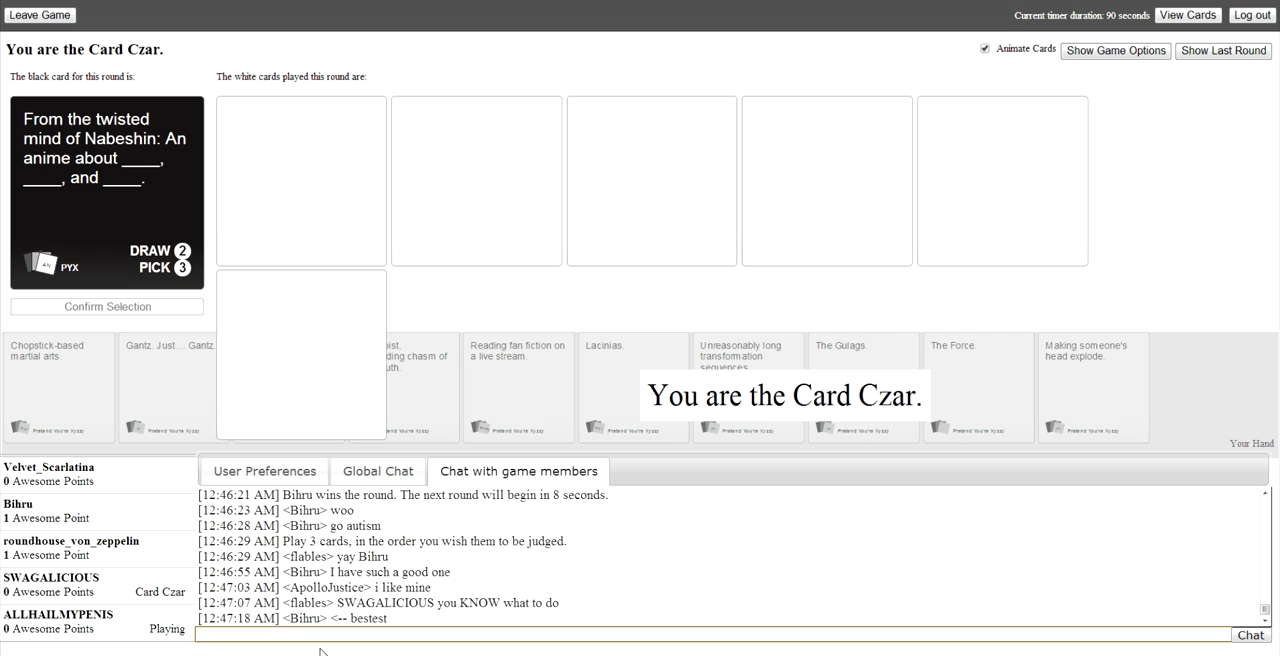 Leave Game
Current timer duration: 90 seconds
View Cards
Log out
You are the Card Czar.
Animate Cards
Show Game Options
Show Last Round
The black card for this round is:
The white cards played this round are:
From the twisted
mind of Nabeshin: An
anime about ____,
____, and ____.
DRAW 2
PICK 3
PYX
Confirm Selection
Chopstick-based
martial arts.
Gantz. Just.... Gantz.
ding chasm of
Reading fan fiction on
a live stream.
Lacinias.
Unreasonably long
transformation
sequences.
The Gulags.
The Force.
Making someone's
head explode.
You are the Card Czar.
Your Hand
Velvet_Scarlatina
0 Awesome Points
Bihru
1 Awesome Point
roundhouse_von_zeppelin
1 Awesome Point
SWAGALICIOUS
0 Awesome Points
Card Czar
ALLHAILMYPENIS
0 Awesome Points
Playing
User Preferences
Global Chat
Chat with game members
[12:46:21 AM] Bihru wins the round. The next round will begin in 8 seconds.
[12:46:23 AM] <Bihru> woo
[12:46:28 AM] <Bihru> go autism
[12:46:29 AM] Play 3 cards, in the order you wish them to be judged.
[12:46:29 AM] <flables> yay Bihru
[12:46:55 AM] <Bihru> I have such a good one
[12:47:03 AM] <ApolloJustice> i like mine
[12:47:07 AM] <flables> SWAGALICIOUS you KNOW what to do
[12:47:18 AM] <Bihru> <-- bestest
Chat